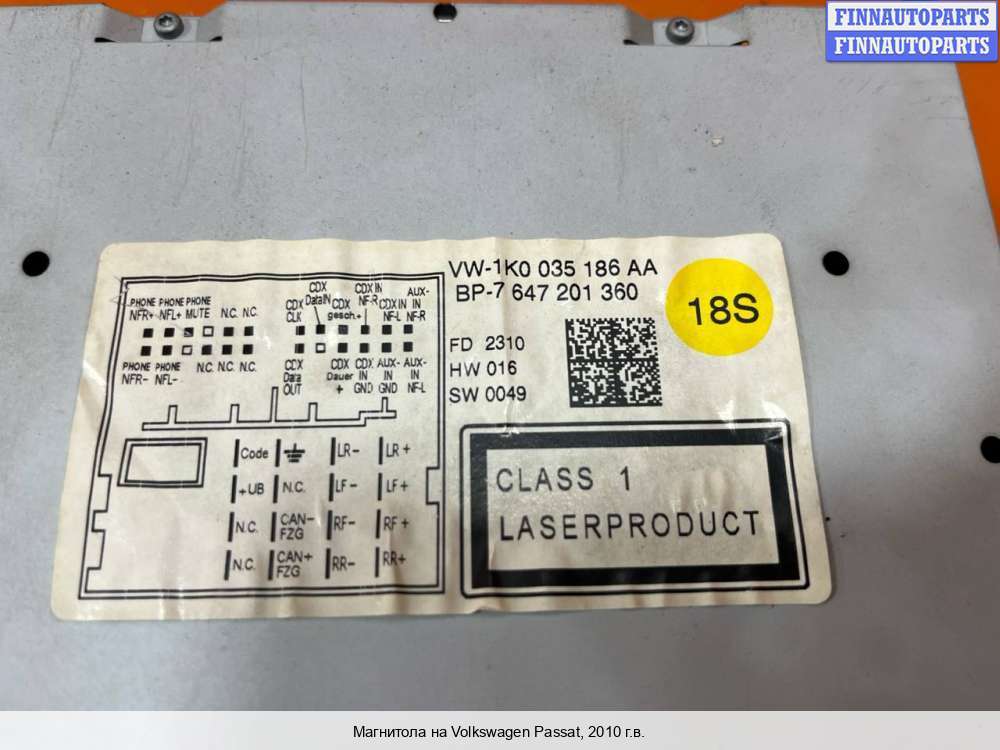 FINNAUTOPARTS
FINNAUTOPARTS
VW-1K0 035 186 AA
BP-7 647 201 360
18S
FD 2310
HW 016
SW 0049
CLASS 1
LASERPRODUCT
PHONE PHONE PHONE
NFR+ NFL+ MUTE N.C. N.C.
PHONE PHONE
NFR- NFL- N.C. N.C. N.C.
CDX CLK
CDX DataIN
CDX gesch.+
CDX IN NF-R
CDX IN NF-L
AUX- IN NF-R
CDX Data OUT
CDX Dauer +
CDX IN GND
AUX- IN GND
AUX- IN NF-L
Code LR- LR+
+UB N.C. LF- LF+
N.C. CAN- FZG RF- RF+
N.C. CAN+ FZG RR- RR+
Магнитола на Volkswagen Passat, 2010 г.в.